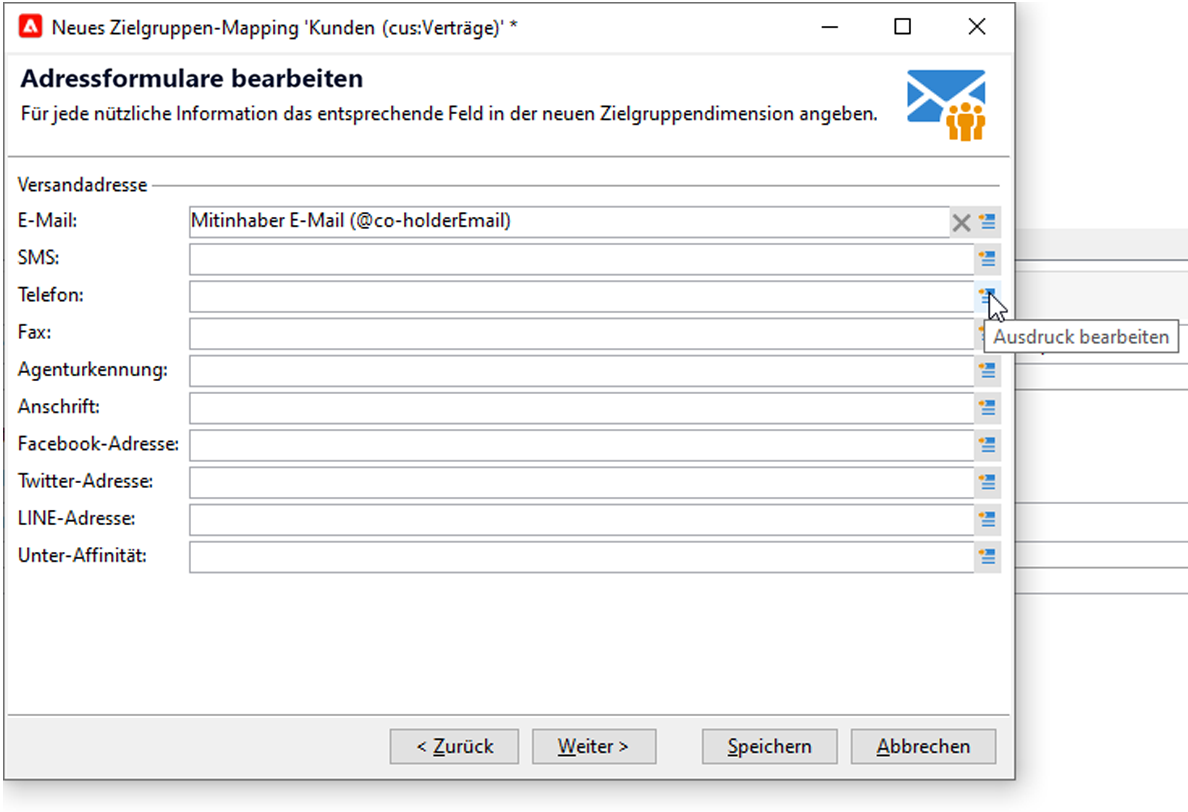 Neues Zielgruppen-Mapping 'Kunden (cus:Verträge)' *
Adressformulare bearbeiten
Für jede nützliche Information das entsprechende Feld in der neuen Zielgruppendimension angeben.
Versandadresse
E-Mail: Mitinhaber E-Mail (@co-holderEmail)
SMS:
Telefon:
Fax:
Ausdruck bearbeiten
Agenturkennung:
Anschrift:
Facebook-Adresse:
Twitter-Adresse:
LINE-Adresse:
Unter-Affinität:
< Zurück Weiter > Speichern Abbrechen